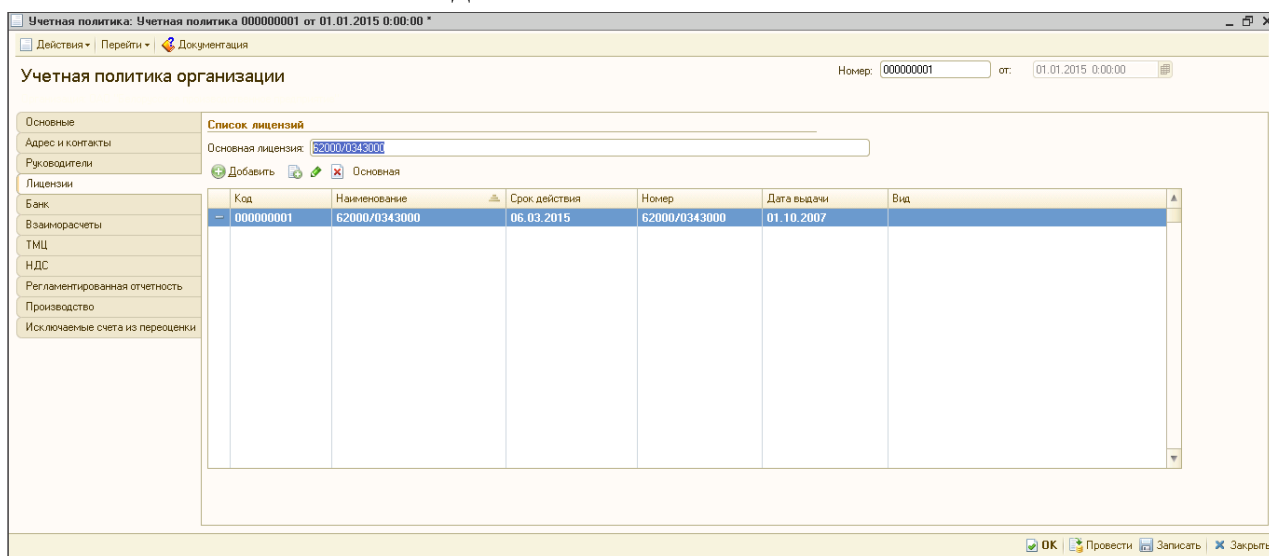 Учетная политика: Учетная политика 000000001 от 01.01.2015 0:00:00 *
Действия Перейти Документация
Учетная политика организации
Номер: 000000001 от: 01.01.2015 0:00:00
Основные
Адрес и контакты
Руководители
Лицензии
Банк
Взаиморасчеты
ТМЦ
НДС
Регламентированная отчетность
Производство
Исключаемые счета из переоценки
Список лицензий
Основная лицензия: 62000/0343000
Добавить Основная
Код Наименование Срок действия Номер Дата выдачи Вид
000000001 62000/0343000 06.03.2015 62000/0343000 01.10.2007
OK Провести Записать Закрыть